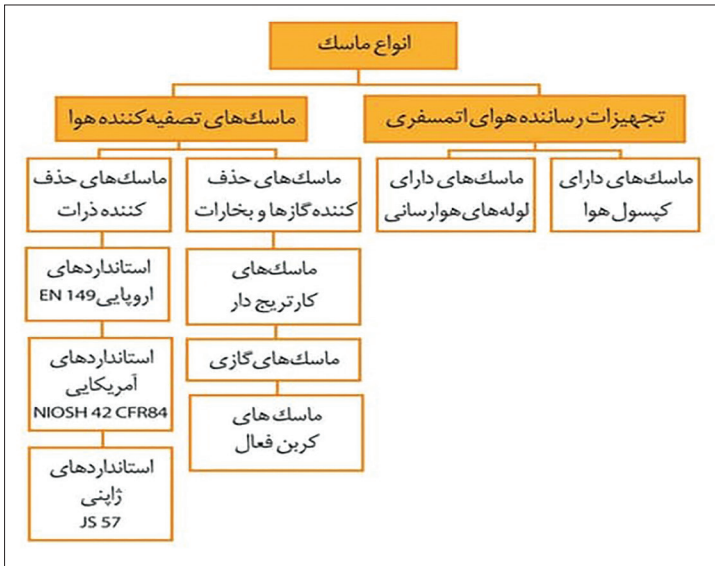 انواع ماسک
تجهیزات رساننده هوای اتمسفری
ماسک‌های تصفیه کننده هوا
ماسک‌های دارای
کپسول هوا
ماسک‌های دارای
لوله‌های هوارسانی
ماسک‌های حذف
کننده گازها و بخارات
ماسک‌های
کارتریج دار
ماسک‌های گازی
ماسک های
کربن فعال
ماسک‌های حذف
کننده ذرات
استانداردهای
اروپایی EN 149
استانداردهای
آمریکایی
NIOSH 42 CFR84
استانداردهای
ژاپنی
JS 57